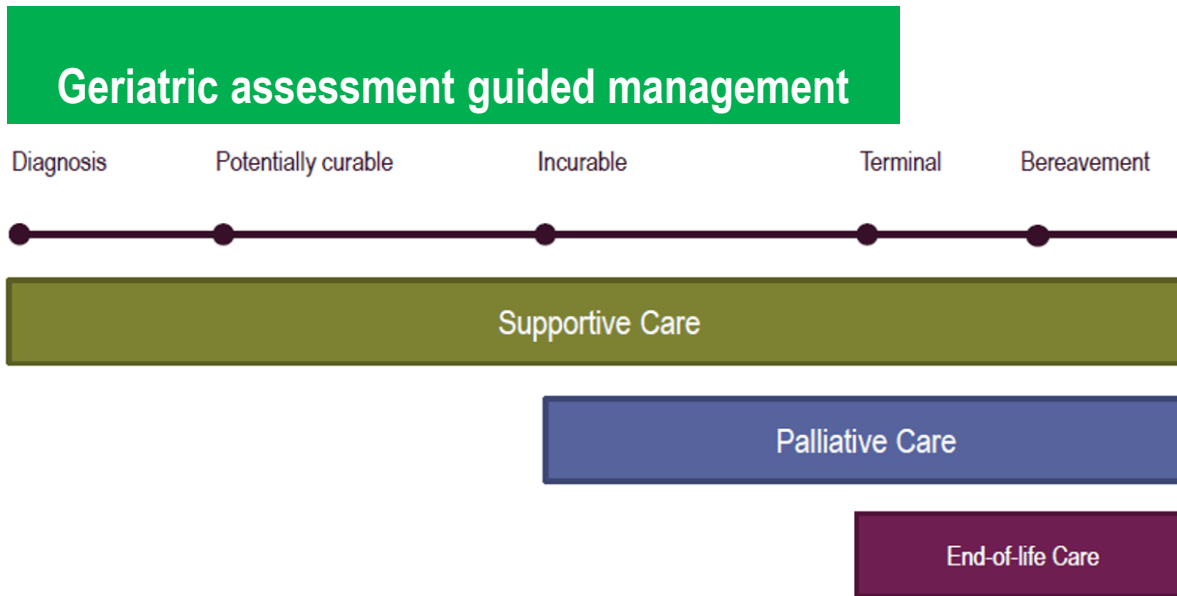 Geriatric assessment guided management
Diagnosis Potentially curable Incurable Terminal Bereavement
Supportive Care
Palliative Care
End-of-life Care